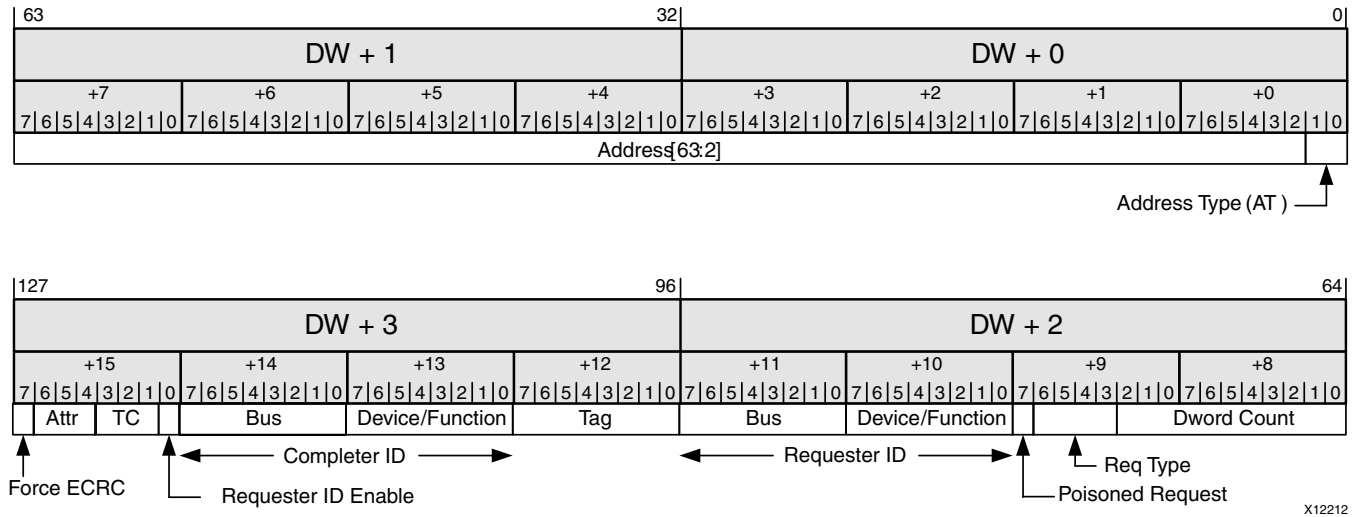 63 32 0
DW + 1 DW + 0
+7 +6 +5 +4 +3 +2 +1 +0
7 6 5 4 3 2 1 0 7 6 5 4 3 2 1 0 7 6 5 4 3 2 1 0 7 6 5 4 3 2 1 0 7 6 5 4 3 2 1 0 7 6 5 4 3 2 1 0 7 6 5 4 3 2 1 0 7 6 5 4 3 2 1 0
Address[63:2]
Address Type (AT )
127 96 64
DW + 3 DW + 2
+15 +14 +13 +12 +11 +10 +9 +8
7 6 5 4 3 2 1 0 7 6 5 4 3 2 1 0 7 6 5 4 3 2 1 0 7 6 5 4 3 2 1 0 7 6 5 4 3 2 1 0 7 6 5 4 3 2 1 0 7 6 5 4 3 2 1 0 7 6 5 4 3 2 1 0
Attr TC Bus Device/Function Tag Bus Device/Function Dword Count
Completer ID Requester ID Req Type
Force ECRC Requester ID Enable Poisoned Request
X12212